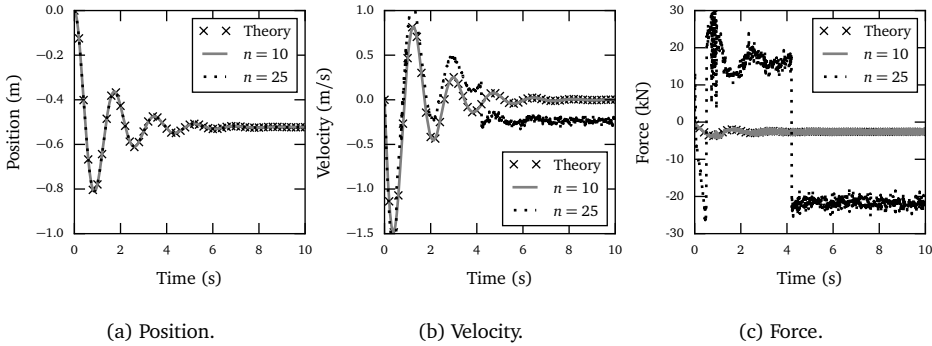 0.0
−0.2
−0.4
−0.6
−0.8
−1.0
Position (m)
0 2 4 6 8 10
Time (s)
Theory
n = 10
n = 25
(a) Position.
1.0
0.5
0.0
−0.5
−1.0
−1.5
Velocity (m/s)
0 2 4 6 8 10
Time (s)
Theory
n = 10
n = 25
(b) Velocity.
30
20
10
0
-10
-20
-30
Force (kN)
0 2 4 6 8 10
Time (s)
Theory
n = 10
n = 25
(c) Force.